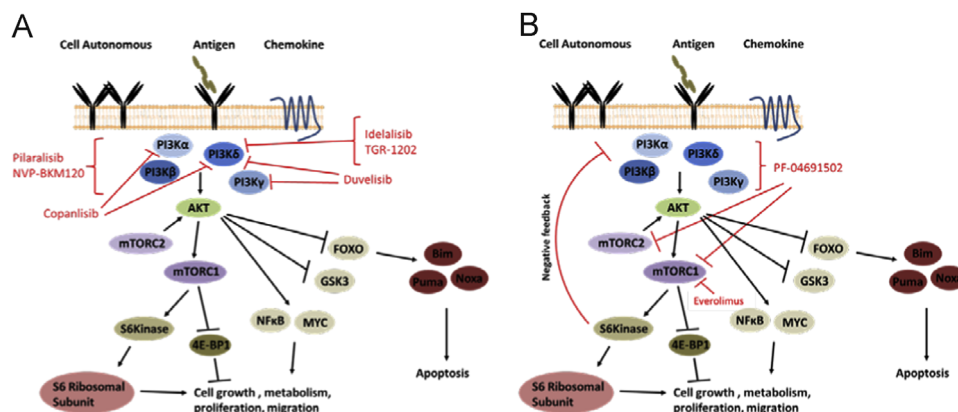 A
Cell Autonomous
Antigen
Chemokine
PI3Kα
PI3Kδ
PI3Kβ
PI3Kγ
Idelalisib
TGR-1202
Pilaralisib
NVP-BKM120
Duvelisib
Copanlisib
AKT
mTORC2
mTORC1
FOXO
GSK3
Bim
Puma
Noxa
S6Kinase
4E-BP1
NFκB
MYC
Apoptosis
S6 Ribosomal
Subunit
Cell growth , metabolism,
proliferation, migration
B
Cell Autonomous
Antigen
Chemokine
PI3Kα
PI3Kδ
PI3Kβ
PI3Kγ
PF-04691502
Negative feedback
AKT
mTORC2
mTORC1
Everolimus
FOXO
GSK3
Bim
Puma
Noxa
S6Kinase
4E-BP1
NFκB
MYC
Apoptosis
S6 Ribosomal
Subunit
Cell growth , metabolism,
proliferation, migration